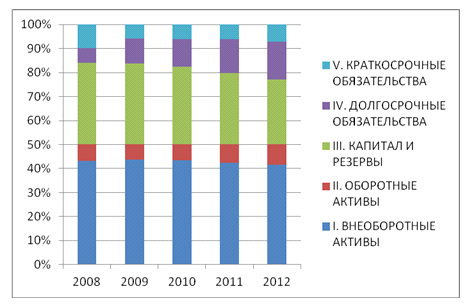 100%
90%
80%
70%
60%
50%
40%
30%
20%
10%
0%
2008 2009 2010 2011 2012
V. КРАТКОСРОЧНЫЕ
ОБЯЗАТЕЛЬСТВА
IV. ДОЛГОСРОЧНЫЕ
ОБЯЗАТЕЛЬСТВА
III. КАПИТАЛ И
РЕЗЕРВЫ
II. ОБОРОТНЫЕ
АКТИВЫ
I. ВНЕОБОРОТНЫЕ
АКТИВЫ